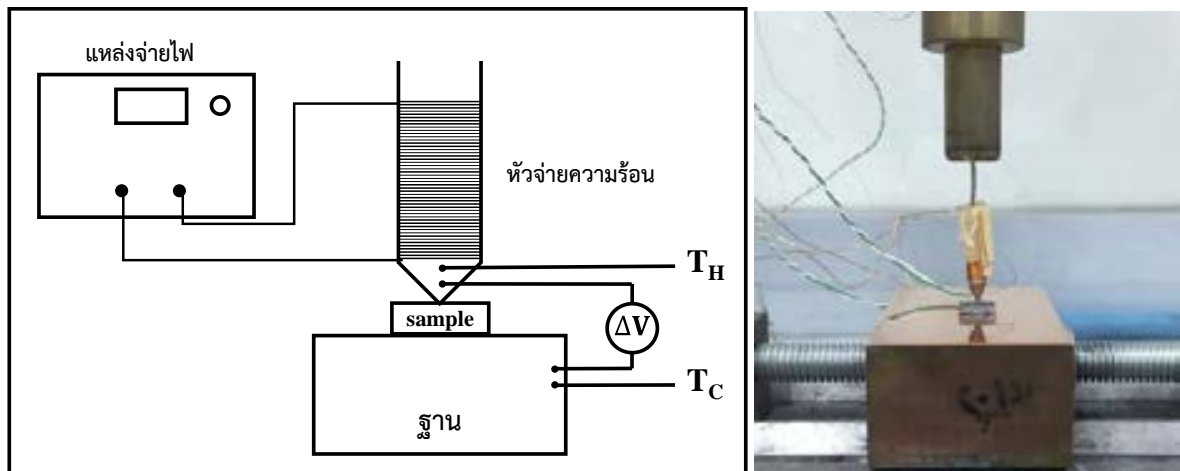 แหล่งจ่ายไฟ
หัวจ่ายความร้อน
T_H
sample
ΔV
T_C
ฐาน